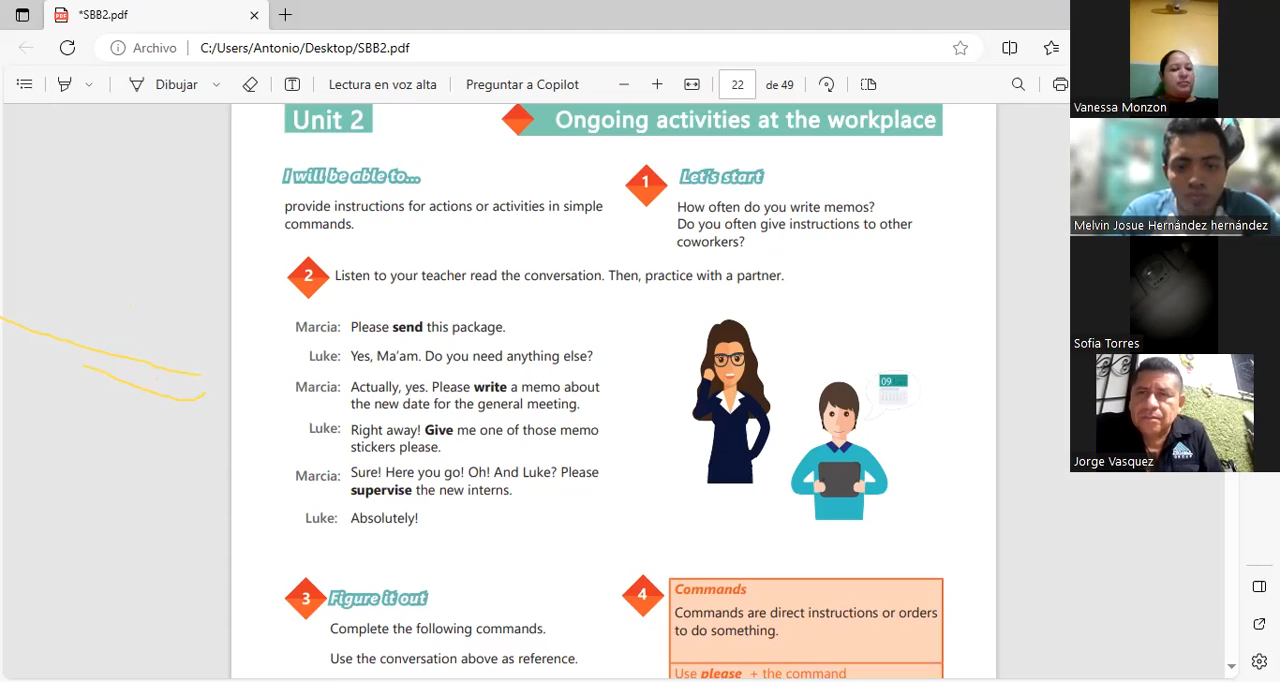 *SBB2.pdf
Archivo
C:/Users/Antonio/Desktop/SBB2.pdf
Dibujar
Lectura en voz alta
Preguntar a Copilot
22
de 49
Unit 2
Ongoing activities at the workplace
I will be able to...
provide instructions for actions or activities in simple
commands.
1
Let's start
How often do you write memos?
Do you often give instructions to other
coworkers?
2
Listen to your teacher read the conversation. Then, practice with a partner.
Marcia: Please send this package.
Luke: Yes, Ma'am. Do you need anything else?
Marcia: Actually, yes. Please write a memo about
the new date for the general meeting.
Luke: Right away! Give me one of those memo
stickers please.
Marcia: Sure! Here you go! Oh! And Luke? Please
supervise the new interns.
Luke: Absolutely!
09
3
Figure it out
Complete the following commands.
Use the conversation above as reference.
4
Commands
Commands are direct instructions or orders
to do something.
Use please + the command
Vanessa Monzon
Melvin Josue Hernández hernández
Sofia Torres
Jorge Vasquez